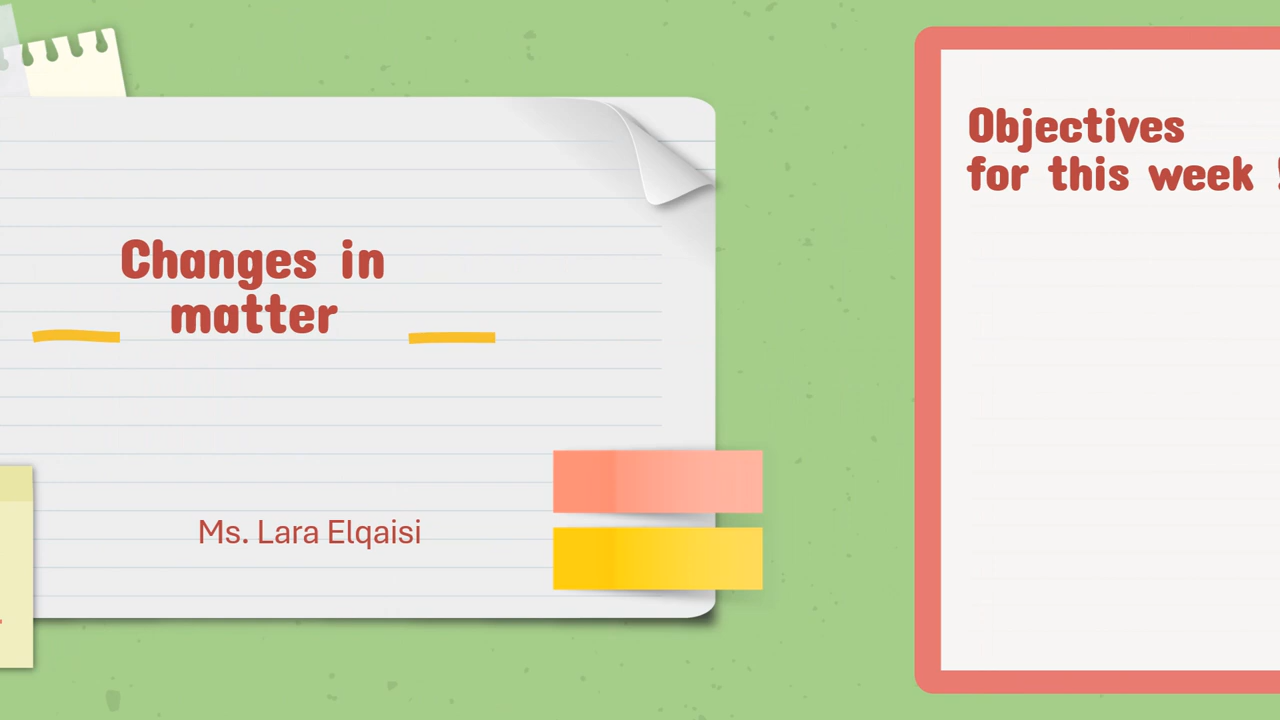 Changes in
matter
Ms. Lara Elqaisi
Objectives
for this week !